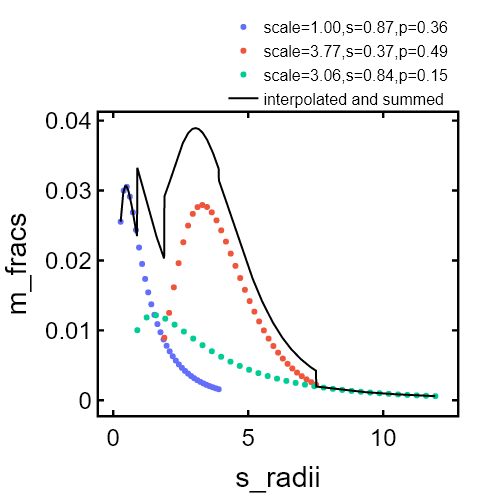 scale=1.00,s=0.87,p=0.36
scale=3.77,s=0.37,p=0.49
scale=3.06,s=0.84,p=0.15
interpolated and summed
0.04
0.03
0.02
0.01
0
m_fracs
0 5 10
s_radii